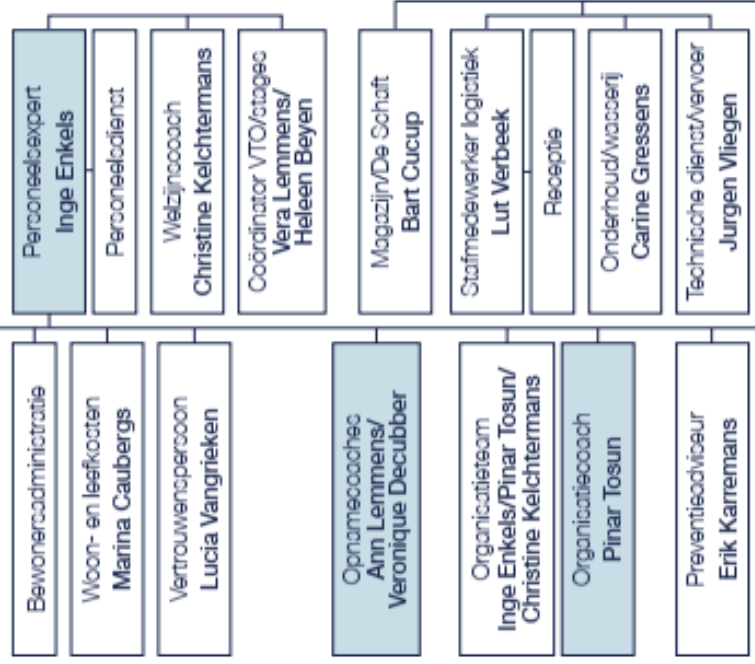 Bewonersadministratie
Woon- en leefkosten
Marina Caubergs
Vertrouwenspersoon
Lucia Vangrieken
Opnamecoaches
Ann Lemmens/
Veronique Decubber
Organisatieteam
Inge Enkels/Pinar Tosun/
Christine Kelchtermans
Organisatiecoach
Pinar Tosun
Preventieadviseur
Erik Karremans
Personeelsexpert
Inge Enkels
Personeelsdienst
Welzijnscoach
Christine Kelchtermans
Coördinator VTO/stages
Vera Lemmens/
Heleen Beyen
Magazijn/De Schaft
Bart Cucup
Stafmedewerker logistiek
Lut Verbeek
Receptie
Onderhoud/wasserij
Carine Gressens
Technische dienst/vervoer
Jurgen Vliegen